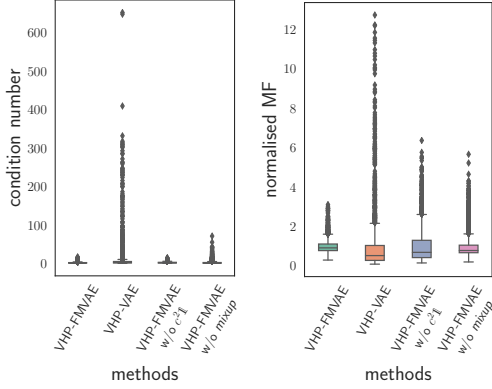 condition number
600
500
400
300
200
100
0
VHP-FMVAE
VHP-VAE
VHP-FMVAE
w/o c²𝟙
VHP-FMVAE
w/o mixup
methods
normalised MF
12
10
8
6
4
2
0
VHP-FMVAE
VHP-VAE
VHP-FMVAE
w/o c²𝟙
VHP-FMVAE
w/o mixup
methods